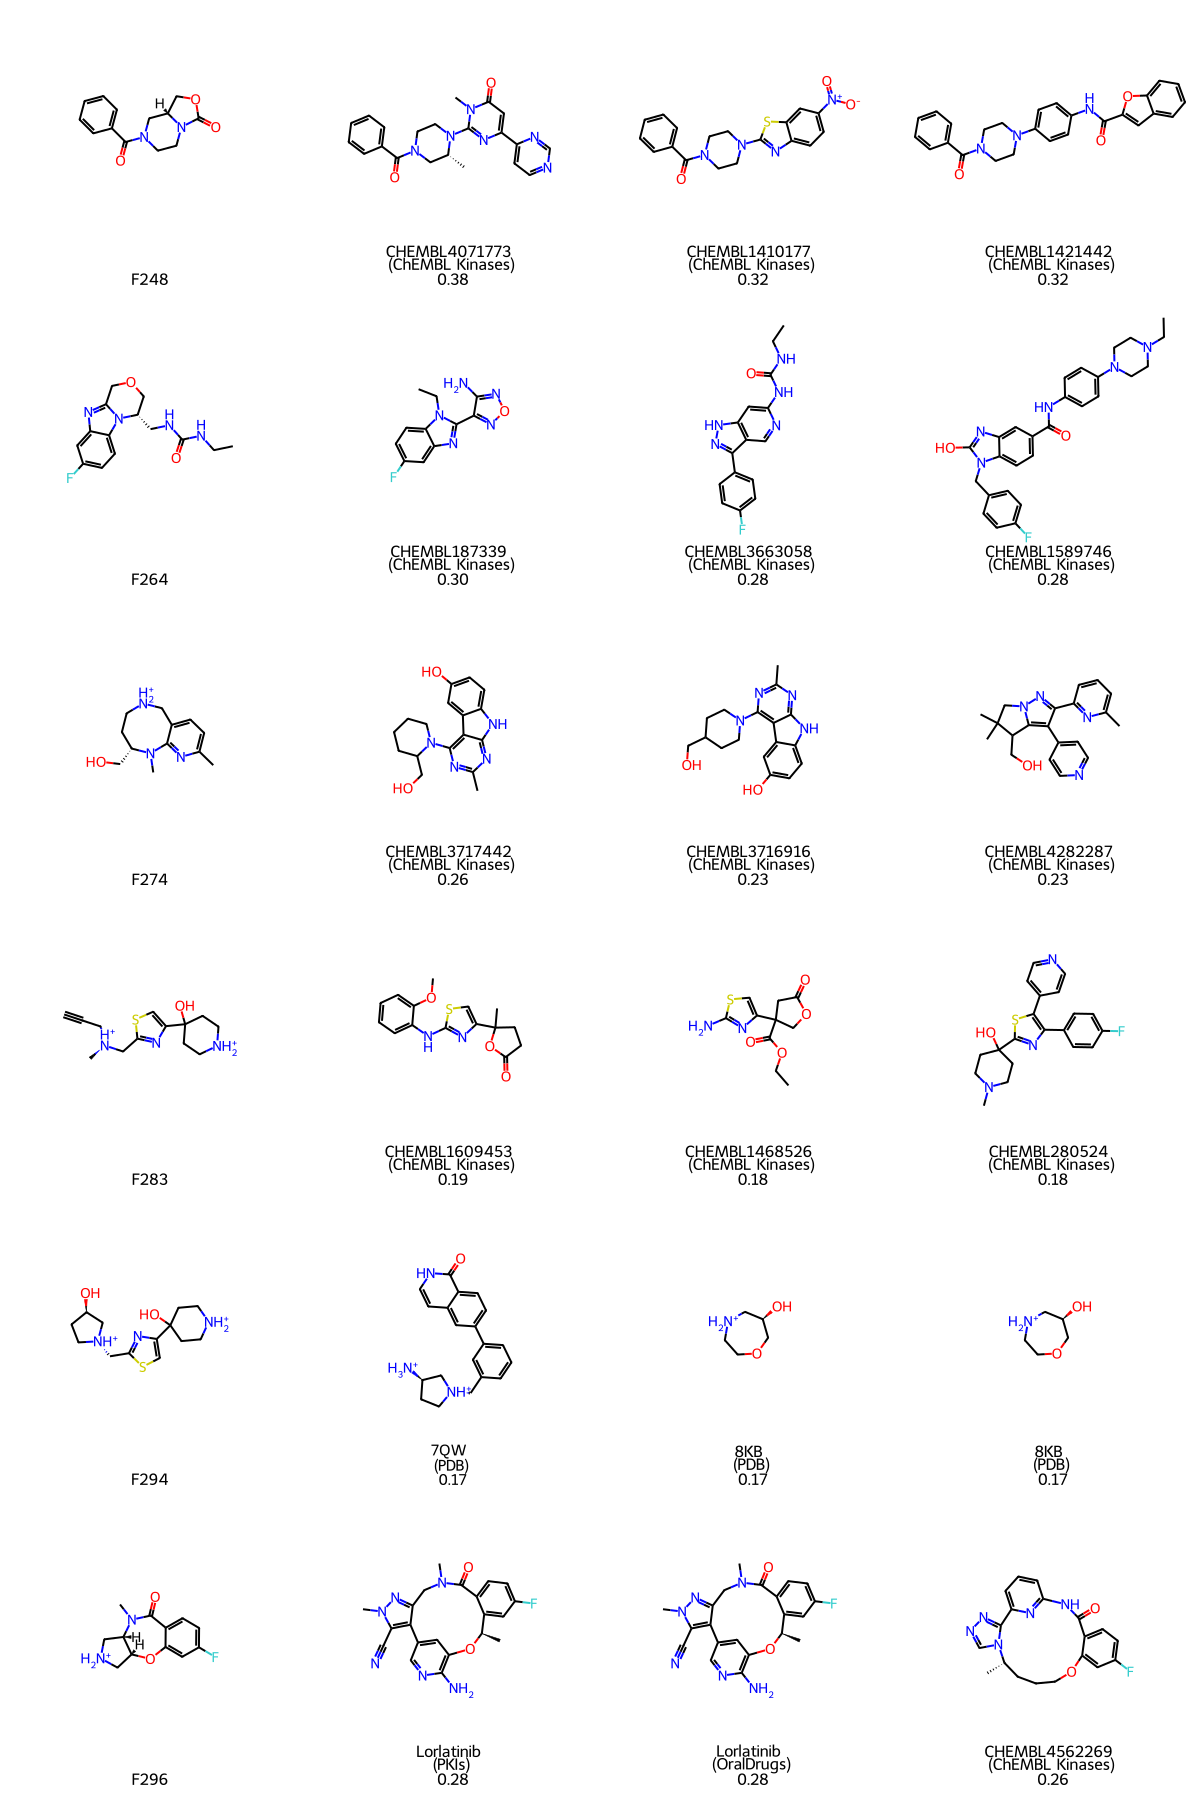 F248
CHEMBL4071773
(ChEMBL Kinases)
0.38
CHEMBL1410177
(ChEMBL Kinases)
0.32
CHEMBL1421442
(ChEMBL Kinases)
0.32
F264
CHEMBL187339
(ChEMBL Kinases)
0.30
CHEMBL3663058
(ChEMBL Kinases)
0.28
CHEMBL1589746
(ChEMBL Kinases)
0.28
F274
CHEMBL3717442
(ChEMBL Kinases)
0.26
CHEMBL3716916
(ChEMBL Kinases)
0.23
CHEMBL4282287
(ChEMBL Kinases)
0.23
F283
CHEMBL1609453
(ChEMBL Kinases)
0.19
CHEMBL1468526
(ChEMBL Kinases)
0.18
CHEMBL280524
(ChEMBL Kinases)
0.18
F294
7QW
(PDB)
0.17
8KB
(PDB)
0.17
8KB
(PDB)
0.17
F296
Lorlatinib
(PKIs)
0.28
Lorlatinib
(OralDrugs)
0.28
CHEMBL4562269
(ChEMBL Kinases)
0.26